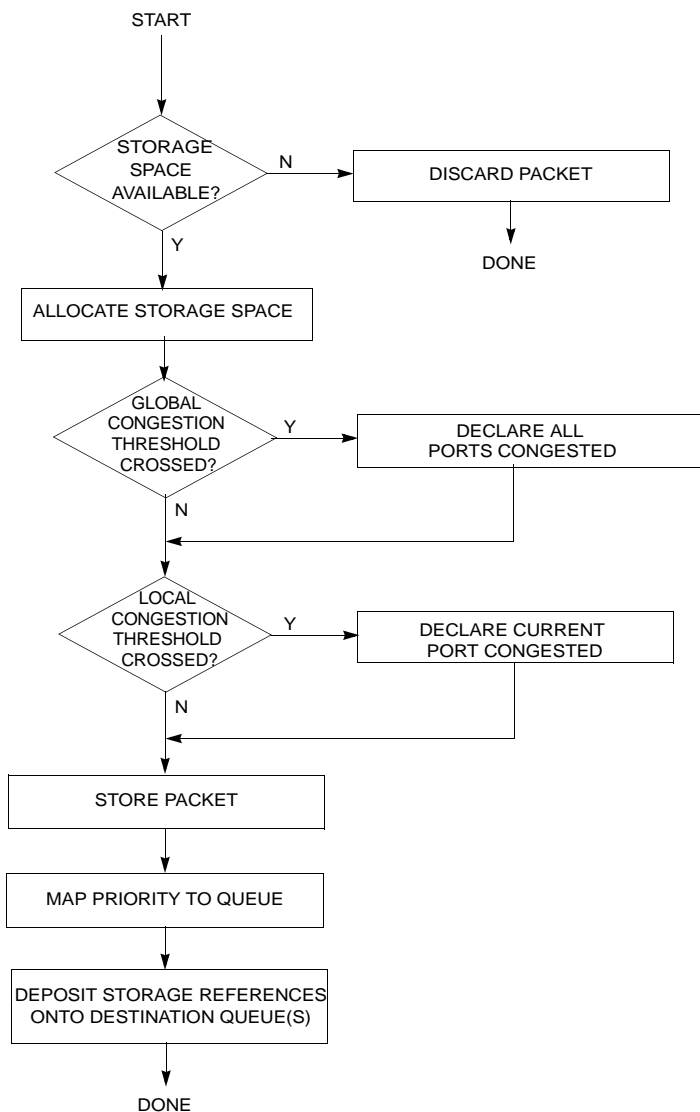 START
STORAGE
SPACE
AVAILABLE?
N
DISCARD PACKET
Y
DONE
ALLOCATE STORAGE SPACE
GLOBAL
CONGESTION
THRESHOLD
CROSSED?
Y
DECLARE ALL
PORTS CONGESTED
N
LOCAL
CONGESTION
THRESHOLD
CROSSED?
Y
DECLARE CURRENT
PORT CONGESTED
N
STORE PACKET
MAP PRIORITY TO QUEUE
DEPOSIT STORAGE REFERENCES
ONTO DESTINATION QUEUE(S)
DONE